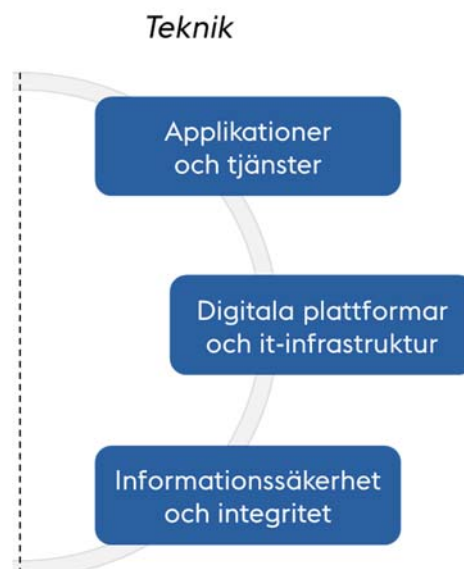 Teknik
Applikationer
och tjänster
Digitala plattformar
och it-infrastruktur
Informationssäkerhet
och integritet